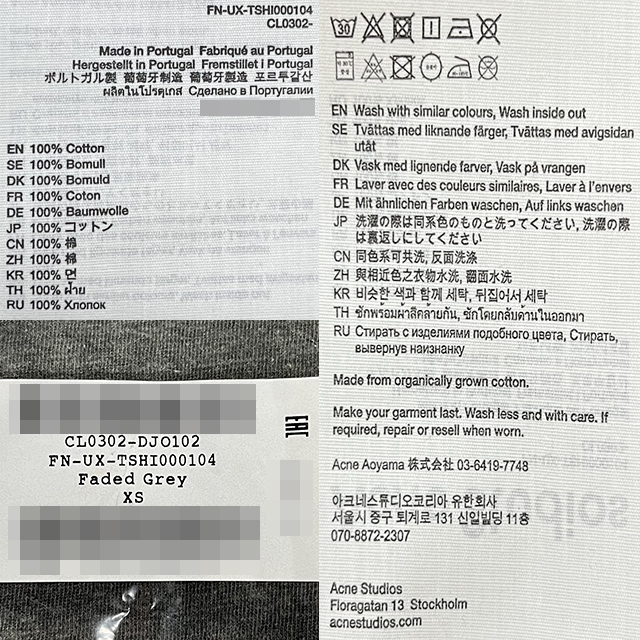 FN-UX-TSHI000104
CL0302-
Made in Portugal Fabriqué au Portugal
Hergestellt in Portugal Fremstillet i Portugal
ポルトガル製 葡萄牙制造 葡萄牙製造 포르투갈산
ผลิตในโปรตุเกส Сделано в Португалии
EN 100% Cotton
SE 100% Bomull
DK 100% Bomuld
FR 100% Coton
DE 100% Baumwolle
JP 100% コットン
CN 100% 棉
ZH 100% 棉
KR 100% 면
TH 100% ฝ้าย
RU 100% Хлопок
CL0302-DJO102
FN-UX-TSHI000104
Faded Grey
XS
EAC
30
EN Wash with similar colours, Wash inside out
SE Tvättas med liknande färger, Tvättas med avigsidan
utåt
DK Vask med lignende farver, Vask på vrangen
FR Laver avec des couleurs similaires, Laver à l'envers
DE Mit ähnlichen Farben waschen, Auf links waschen
JP 洗濯の際は同系色のものと洗ってください, 洗濯の際
は裏返しにしてください
CN 同色系可共洗, 反面洗涤
ZH 與相近色之衣物水洗, 翻面水洗
KR 비슷한 색과 함께 세탁, 뒤집어서 세탁
TH ซักพร้อมผ้าสีคล้ายกัน, ซักโดยกลับด้านในออกมา
RU Стирать с изделиями подобного цвета, Стирать,
вывернув наизнанку
Made from organically grown cotton.
Make your garment last. Wash less and with care. If
required, repair or resell when worn.
Acne Aoyama 株式会社 03-6419-7748
아크네스튜디오코리아 유한회사
서울시 중구 퇴계로 131 신일빌딩 11층
070-8872-2307
Acne Studios
Floragatan 13 Stockholm
acnestudios.com